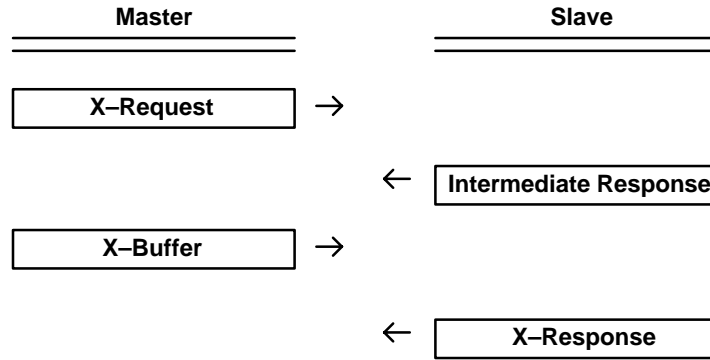 Master
Slave
X–Request →
← Intermediate Response
X–Buffer →
← X–Response